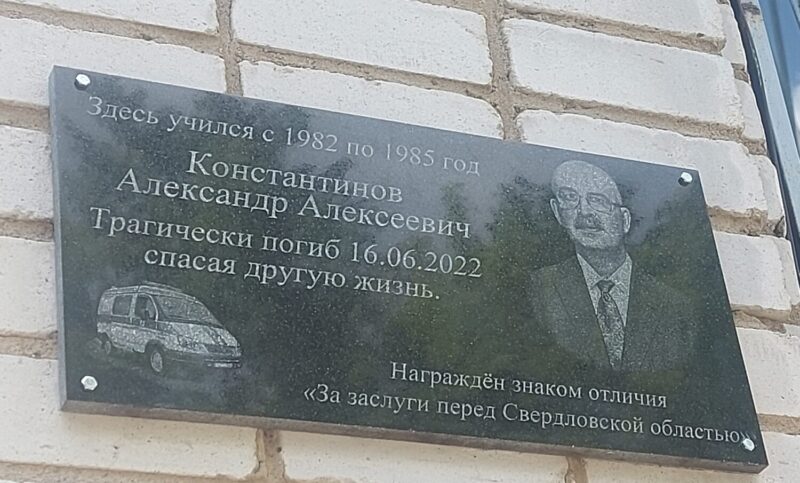 Здесь учился с 1982 по 1985 год
Константинов
Александр Алексеевич
Трагически погиб 16.06.2022
спасая другую жизнь.
Награждён знаком отличия
«За заслуги перед Свердловской областью»